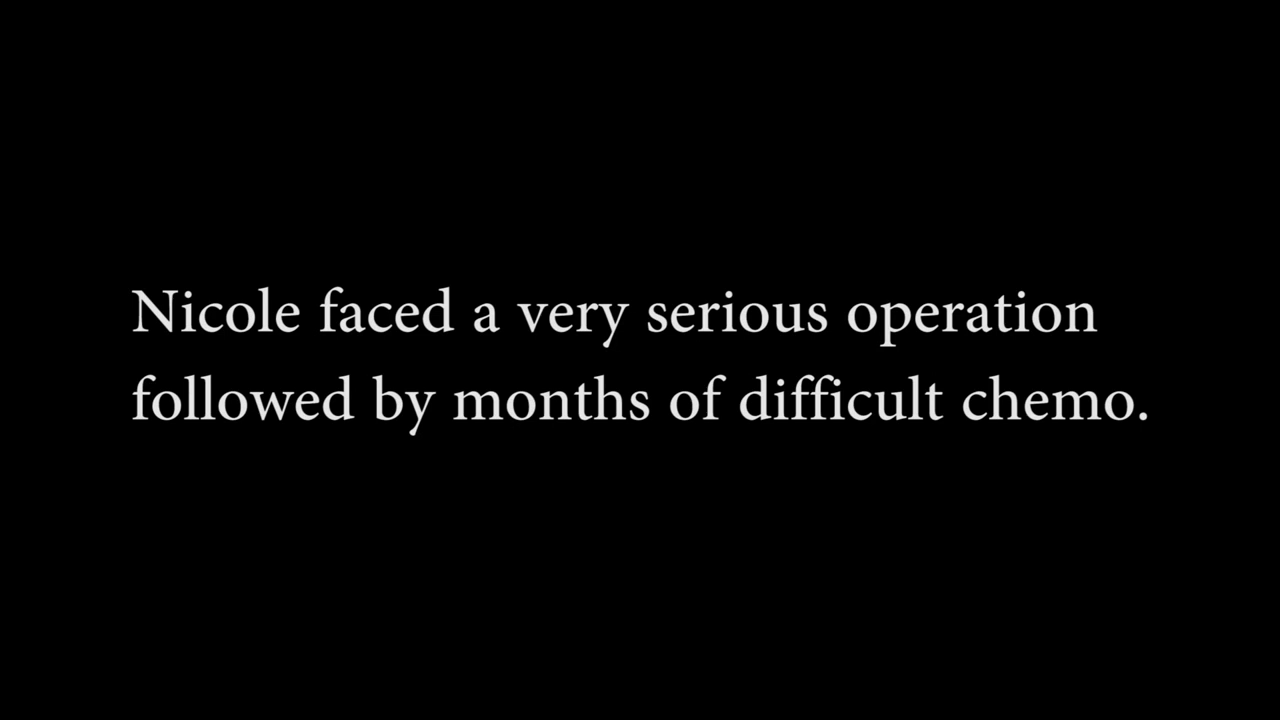 Nicole faced a very serious operation
followed by months of difficult chemo.